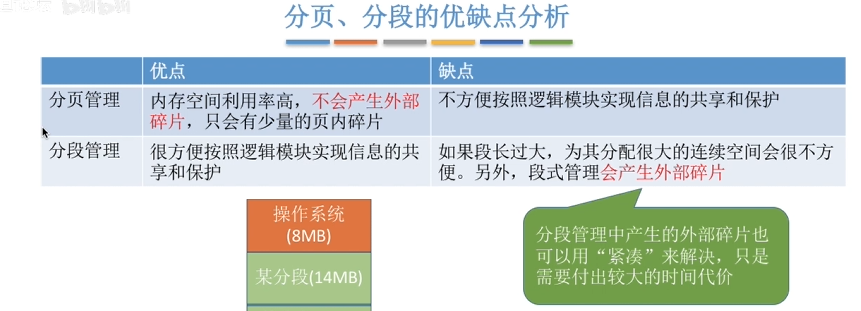 分页、分段的优缺点分析
优点
缺点
分页管理
内存空间利用率高，不会产生外部
碎片，只会有少量的页内碎片
不方便按照逻辑模块实现信息的共享和保护
分段管理
很方便按照逻辑模块实现信息的共
享和保护
如果段长过大，为其分配很大的连续空间会很不方
便。另外，段式管理会产生外部碎片
操作系统
(8MB)
某分段(14MB)
分段管理中产生的外部碎片也
可以用“紧凑”来解决，只是
需要付出较大的时间代价